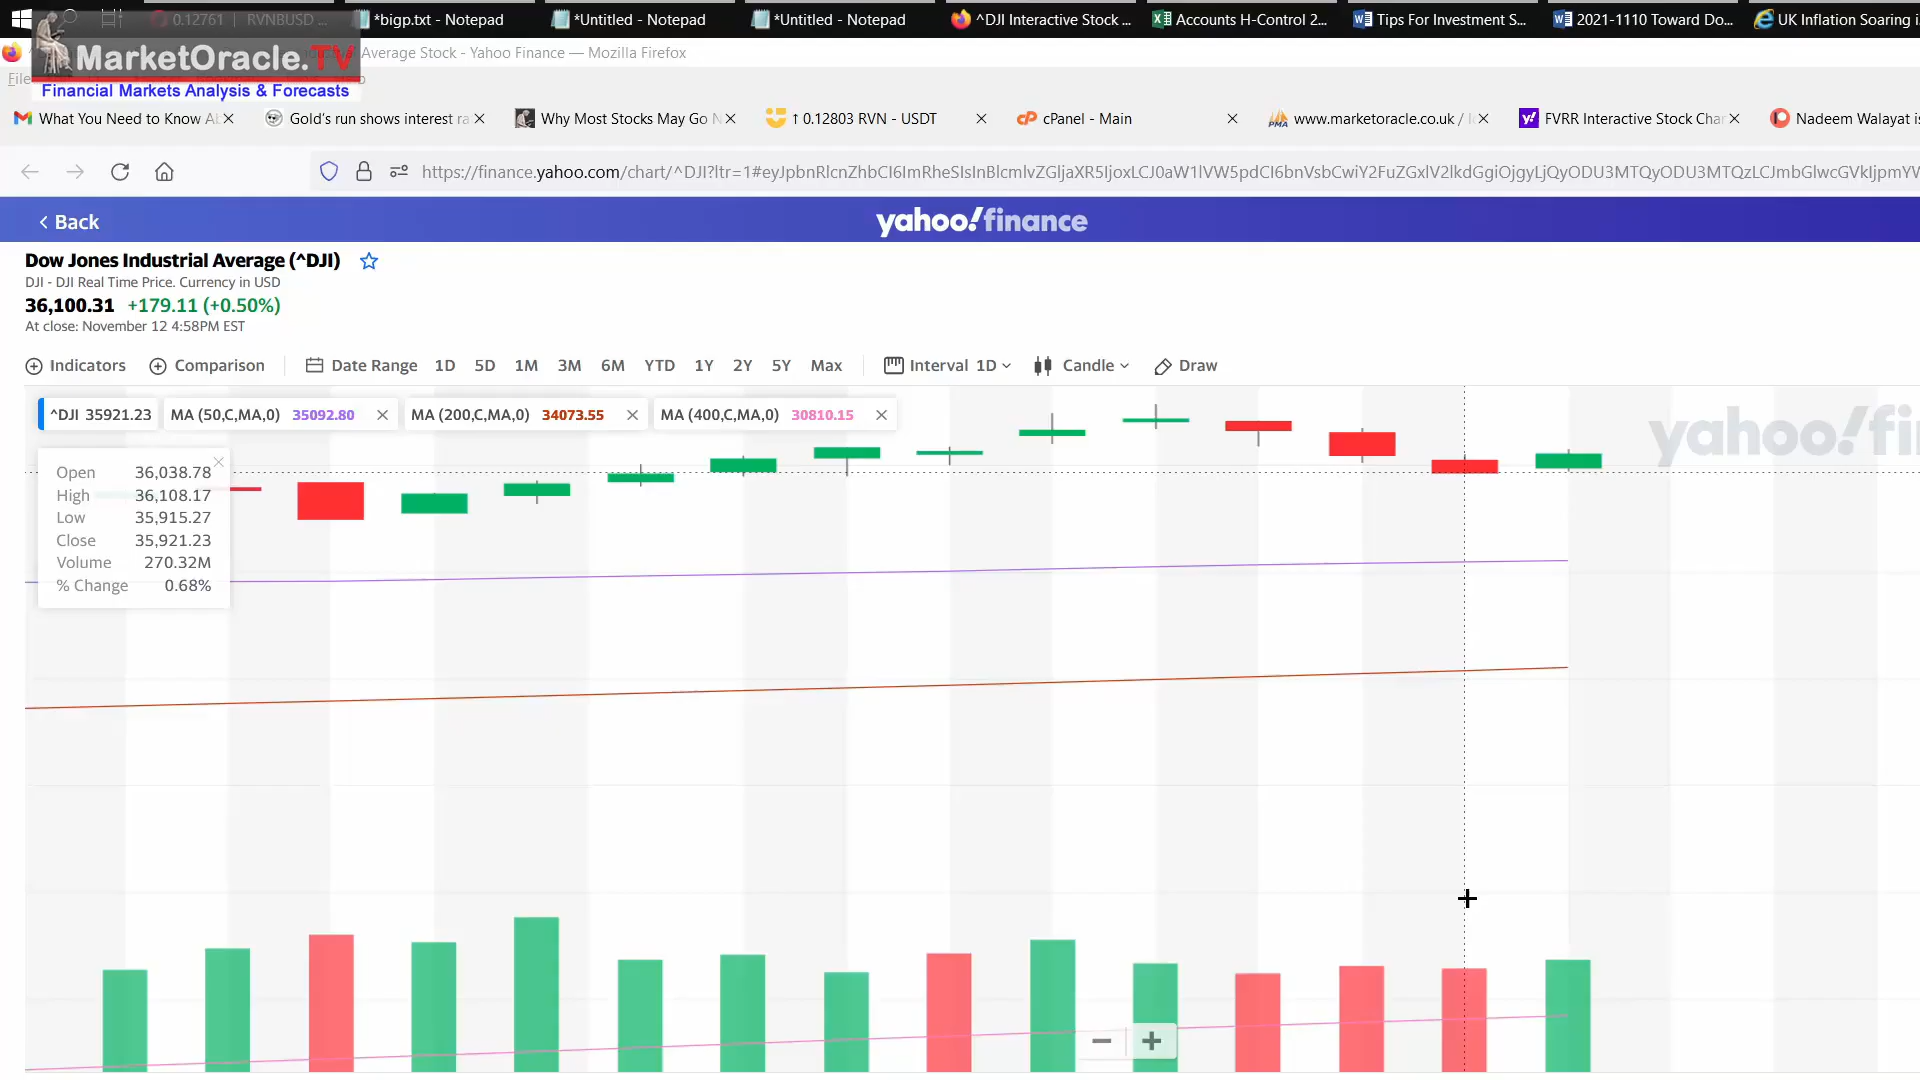 0.12761 | RVNBUSD ...
*bigp.txt - Notepad
*Untitled - Notepad
*Untitled - Notepad
^DJI Interactive Stock ...
Accounts H-Control 2...
Tips For Investment S...
2021-1110 Toward Do...
UK Inflation Soaring i
MarketOracle.TV
Financial Markets Analysis & Forecasts
Average Stock - Yahoo Finance — Mozilla Firefox
File
What You Need to Know Ab
Gold's run shows interest ra
Why Most Stocks May Go N
↑ 0.12803 RVN - USDT
cPanel - Main
www.marketoracle.co.uk / l
FVRR Interactive Stock Char
Nadeem Walayat is
https://finance.yahoo.com/chart/^DJI?ltr=1#eyJpbnRlcnZhbCI6ImRheSIsInBlcmlvZGljaXR5IjoxLCJ0aW1lVW5pdCI6bnVsbCwiY2FuZGxlV2lkdGgiOjgyLjQyODU3MTQyODU3MTQzLCJmbGlwcGVkIjpmYW
Back
yahoo!finance
Dow Jones Industrial Average (^DJI)
DJI - DJI Real Time Price. Currency in USD
36,100.31 +179.11 (+0.50%)
At close: November 12 4:58PM EST
Indicators
Comparison
Date Range 1D 5D 1M 3M 6M YTD 1Y 2Y 5Y Max
Interval 1D
Candle
Draw
^DJI 35921.23
MA (50,C,MA,0) 35092.80
MA (200,C,MA,0) 34073.55
MA (400,C,MA,0) 30810.15
yahoo!fi
Open 36,038.78
High 36,108.17
Low 35,915.27
Close 35,921.23
Volume 270.32M
% Change 0.68%